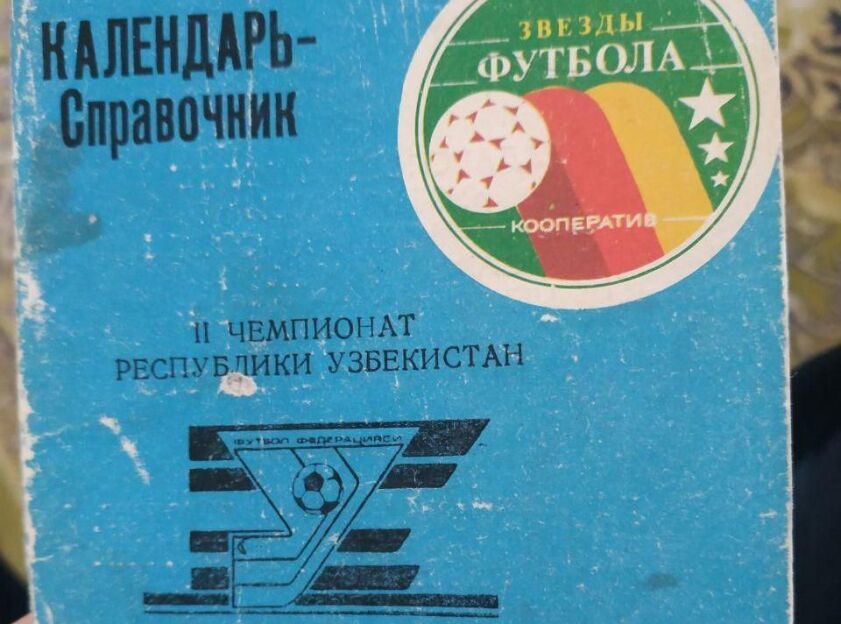 КАЛЕНДАРЬ-
Справочник
ЗВЕЗДЫ
ФУТБОЛА
КООПЕРАТИВ
II ЧЕМПИОНАТ
РЕСПУБЛИКИ УЗБЕКИСТАН
ФУТБОЛ ФЕДЕРАЦИЯСИ